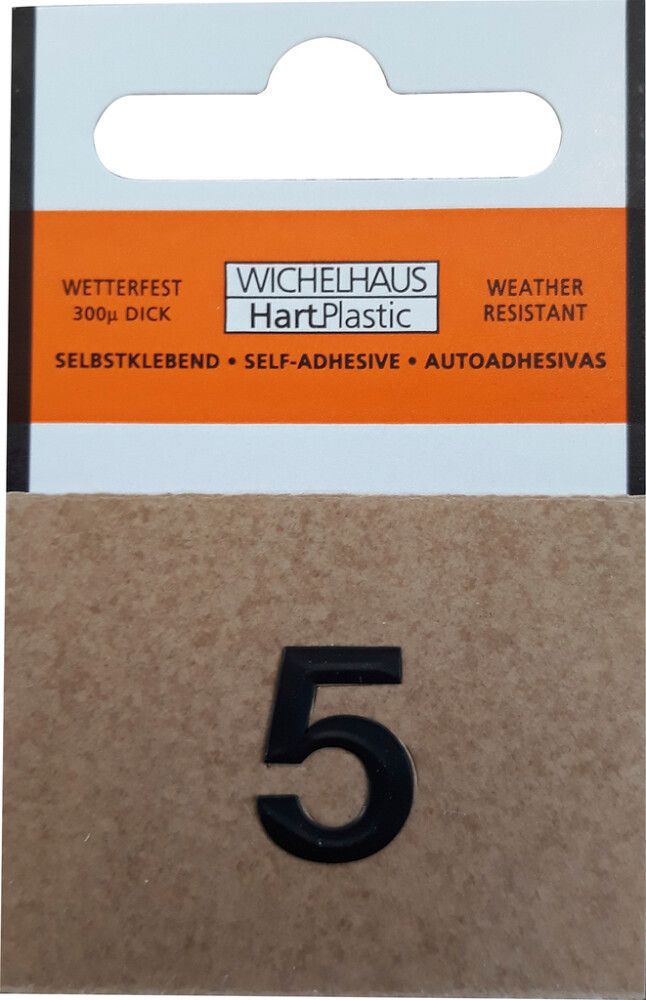 WETTERFEST
300µ DICK
WICHELHAUS
HartPlastic
WEATHER
RESISTANT
SELBSTKLEBEND • SELF-ADHESIVE • AUTOADHESIVAS
5